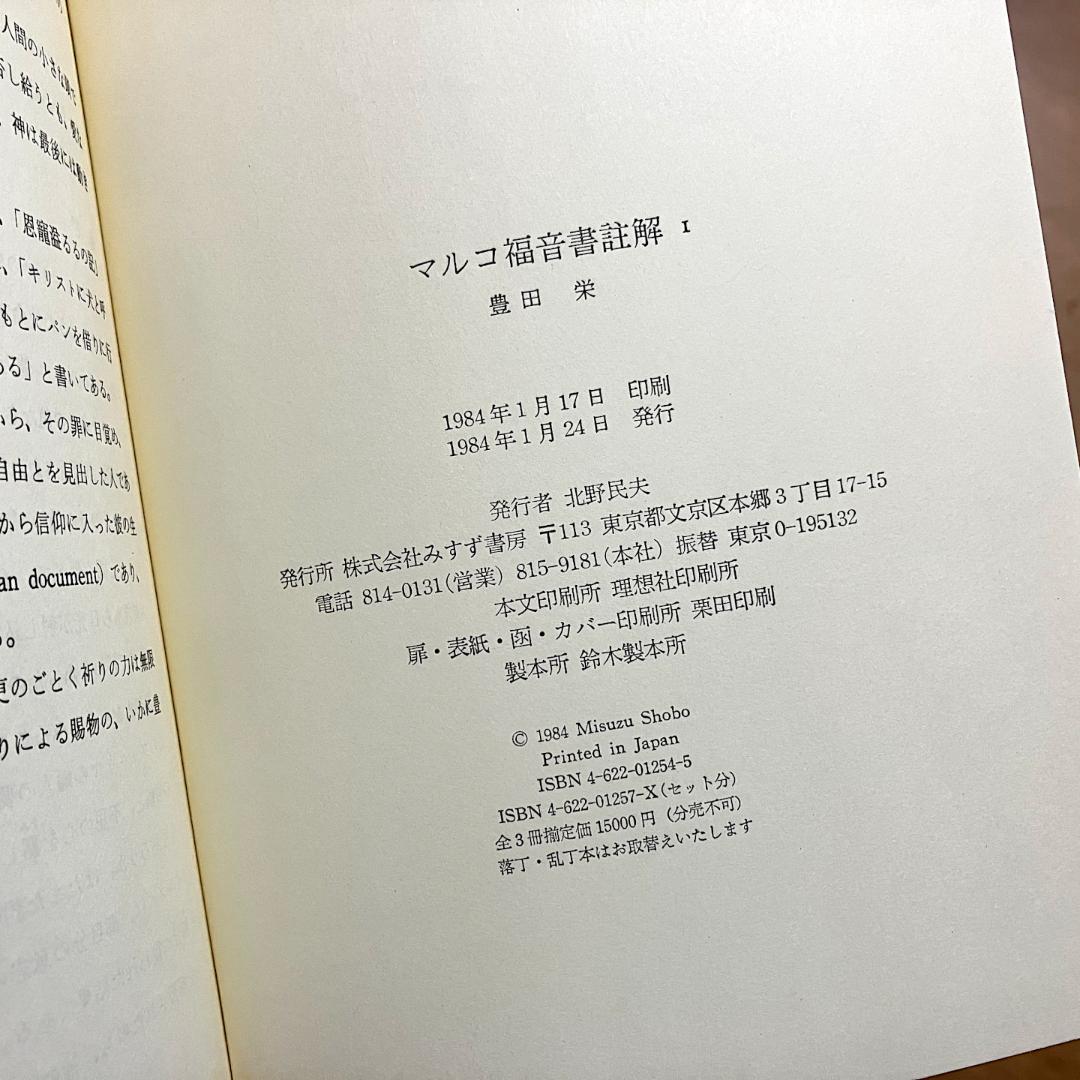 人間の小さな
し給うとも、
神は最後には
「恩寵溢るるの
「キリストに犬と呼
もとにパンを借りに行
る」と書いてある。
から、その罪に目覚め、
自由とを見出した人であ
から信仰に入った彼の生
an document) であり、
。
のごとく祈りの力は無限
りによる賜物の、いかに豊
マルコ福音書註解 I
豊田 栄
1984年1月17日 印刷
1984年1月24日 発行
発行者 北野民夫
発行所 株式会社みすず書房 〒113 東京都文京区本郷3丁目17-15
電話 814-0131(営業) 815-9181(本社) 振替 東京0-195132
本文印刷所 理想社印刷所
扉・表紙・函・カバー印刷所 栗田印刷
製本所 鈴木製本所
© 1984 Misuzu Shobo
Printed in Japan
ISBN 4-622-01254-5
ISBN 4-622-01257-X(セット分)
全3冊揃定価15000円（分売不可）
落丁・乱丁本はお取替えいたします